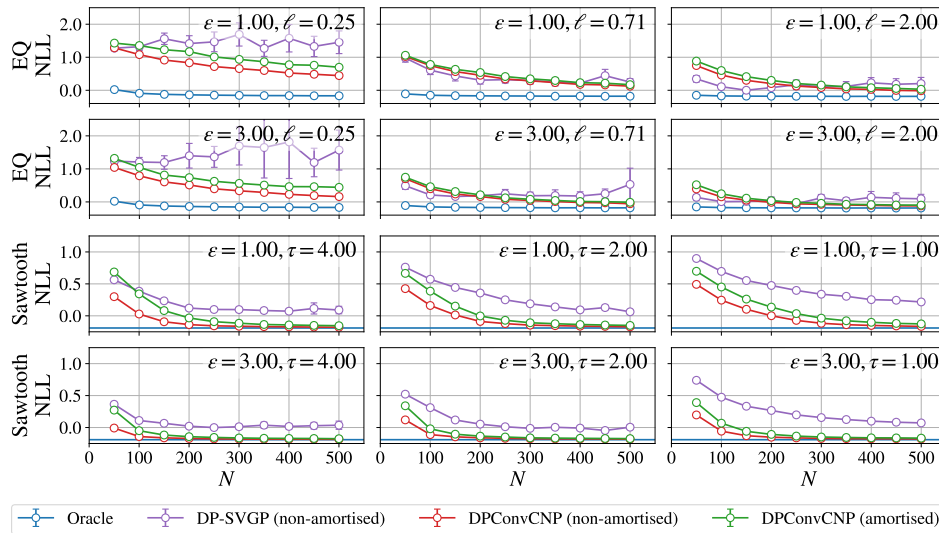 ε=1.00, ℓ=0.25
ε=1.00, ℓ=0.71
ε=1.00, ℓ=2.00
EQ
NLL
2.0
1.0
0.0
ε=3.00, ℓ=0.25
ε=3.00, ℓ=0.71
ε=3.00, ℓ=2.00
EQ
NLL
2.0
1.0
0.0
ε=1.00, τ=4.00
ε=1.00, τ=2.00
ε=1.00, τ=1.00
Sawtooth
NLL
1.0
0.5
0.0
ε=3.00, τ=4.00
ε=3.00, τ=2.00
ε=3.00, τ=1.00
Sawtooth
NLL
1.0
0.5
0.0
0 100 200 300 400 500
0 100 200 300 400 500
0 100 200 300 400 500
N
N
N
Oracle
DP-SVGP (non-amortised)
DPConvCNP (non-amortised)
DPConvCNP (amortised)